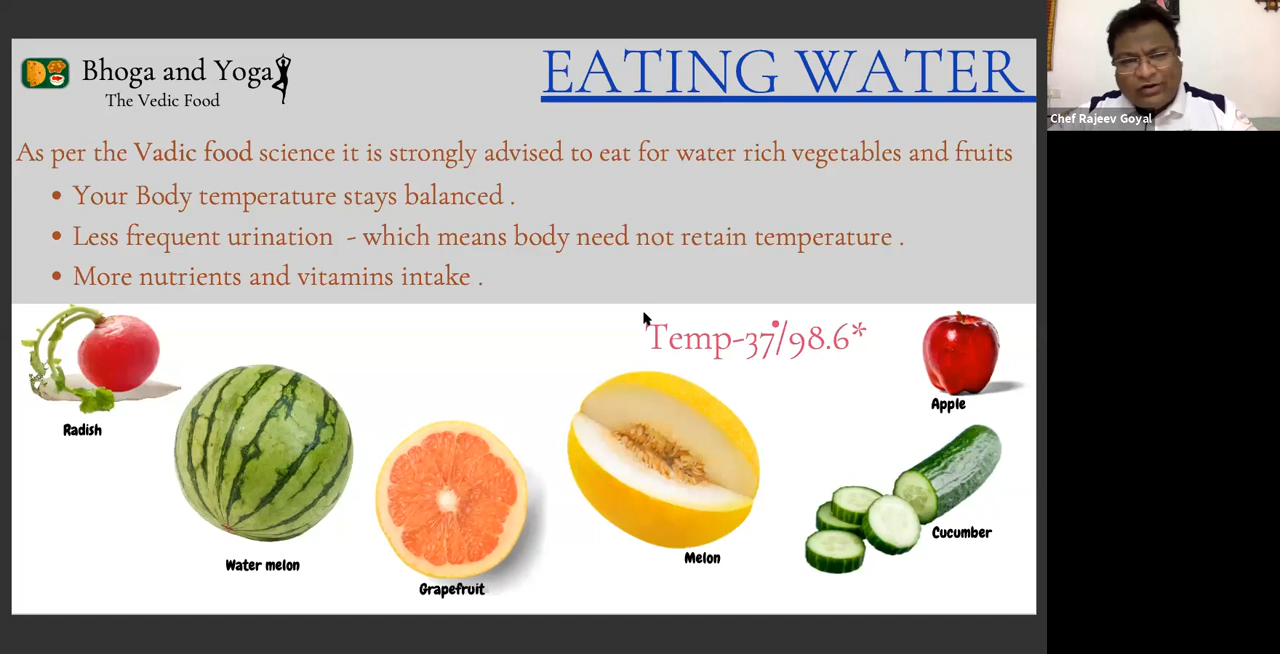 Bhoga and Yoga
The Vedic Food
EATING WATER
Chef Rajeev Goyal
As per the Vadic food science it is strongly advised to eat for water rich vegetables and fruits
• Your Body temperature stays balanced .
• Less frequent urination - which means body need not retain temperature .
• More nutrients and vitamins intake .
Temp-37°/98.6*
Radish
Water melon
Grapefruit
Melon
Apple
Cucumber